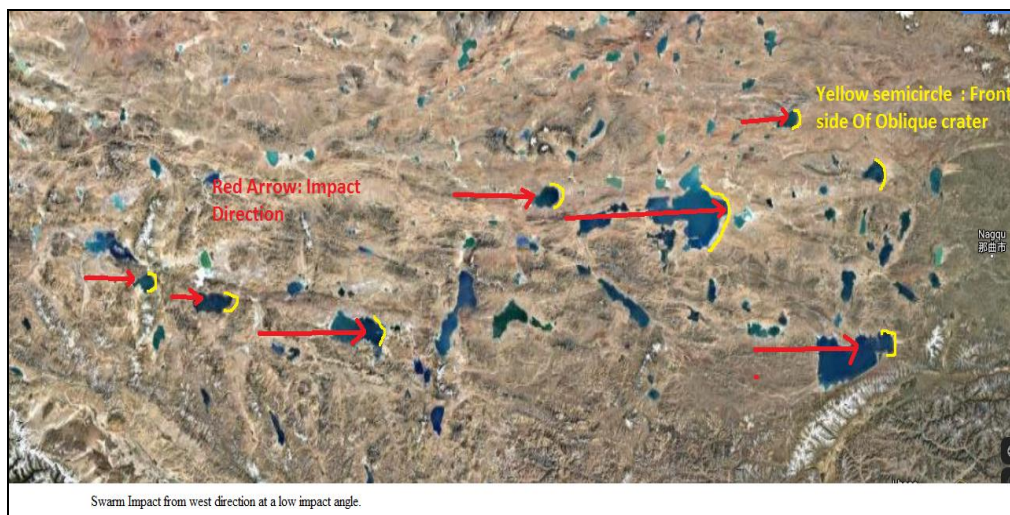 Yellow semicircle : Front
side Of Oblique crater
Red Arrow: Impact
Direction
Nagqu
那曲市
Swarm Impact from west direction at a low impact angle.